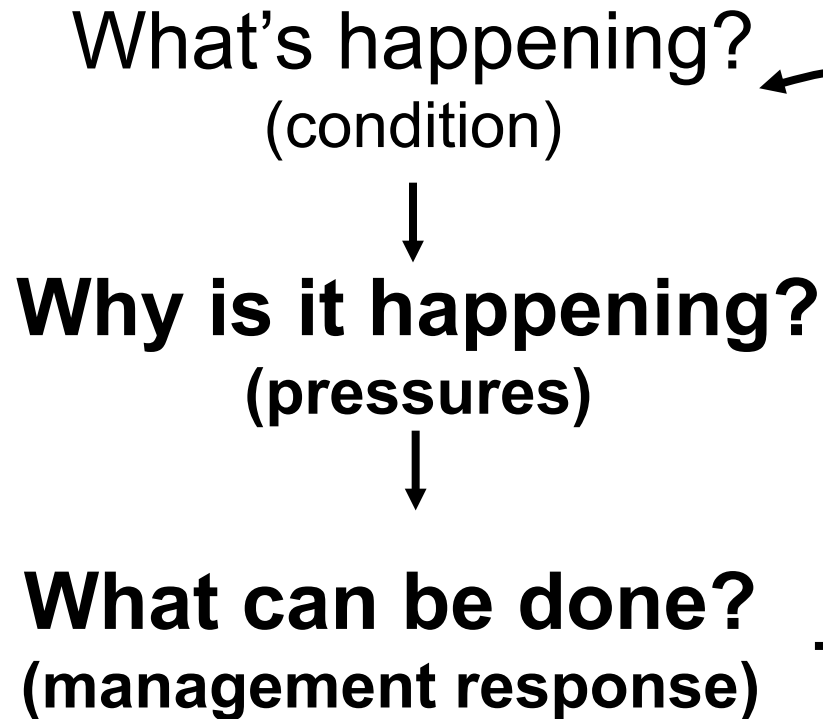 What’s happening?
(condition)
Why is it happening?
(pressures)
What can be done?
(management response)